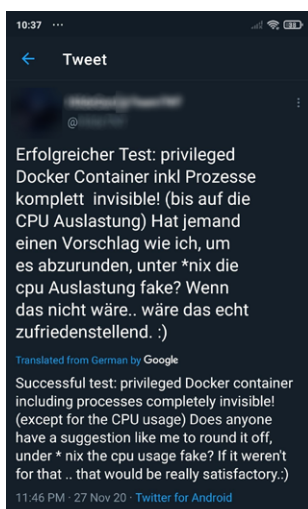 10:37 ...
Tweet
@
Erfolgreicher Test: privileged
Docker Container inkl Prozesse
komplett invisible! (bis auf die
CPU Auslastung) Hat jemand
einen Vorschlag wie ich, um
es abzurunden, unter *nix die
cpu Auslastung fake? Wenn
das nicht wäre.. wäre das echt
zufriedenstellend. :)
Translated from German by Google
Successful test: privileged Docker container
including processes completely invisible!
(except for the CPU usage) Does anyone
have a suggestion like me to round it off,
under * nix the cpu usage fake? If it weren't
for that .. that would be really satisfactory.:)
11:46 PM · 27 Nov 20 · Twitter for Android